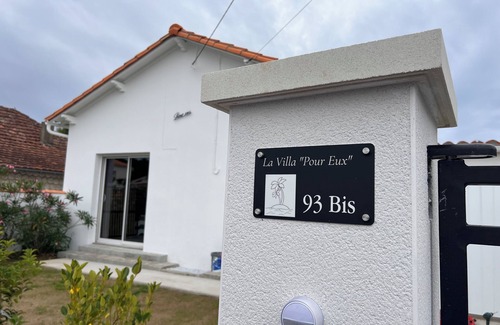 La Villa "Pour Eux"
93 Bis